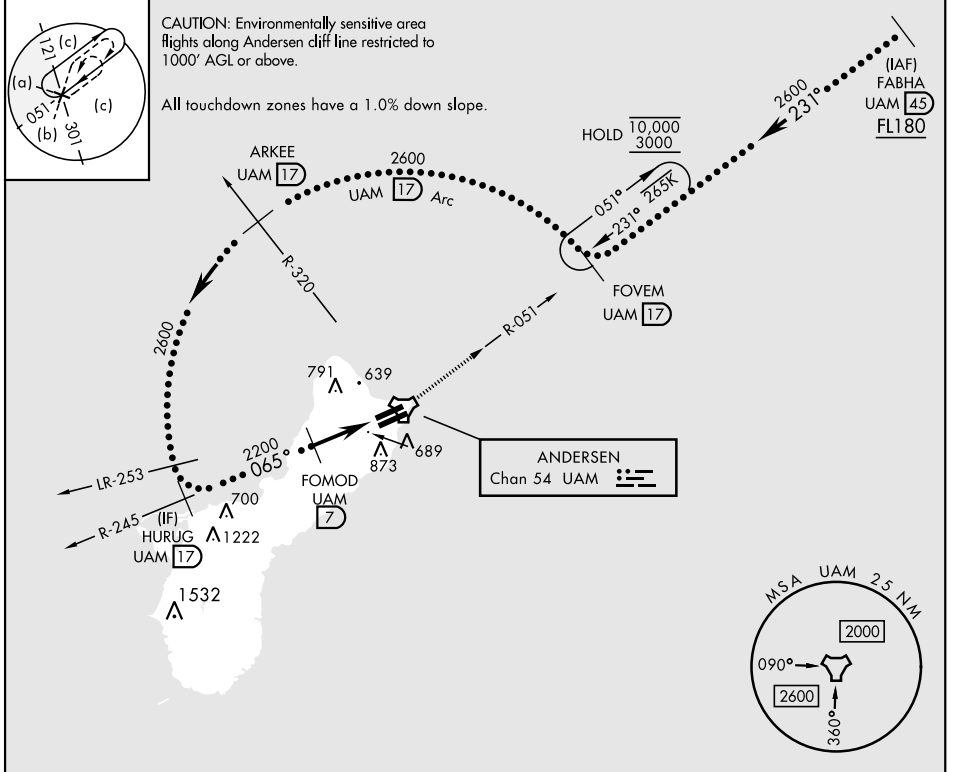 CAUTION: Environmentally sensitive area
flights along Andersen cliff line restricted to
1000' AGL or above.
All touchdown zones have a 1.0% down slope.
121
(c)
(a)
051
(b)
301
(c)
(IAF)
FABHA
UAM 45
FL180
2600
231°
HOLD 10,000
3000
051°
231° 265K
ARKEE
UAM 17
2600
UAM 17 Arc
R-320
FOVEM
UAM 17
R-051
2600
791
639
689
873
ANDERSEN
Chan 54 UAM
2200
065°
FOMOD
UAM
7
LR-253
R-245
(IF)
HURUG
UAM 17
700
1222
1532
MSA UAM 25 NM
2000
090°
2600
360°